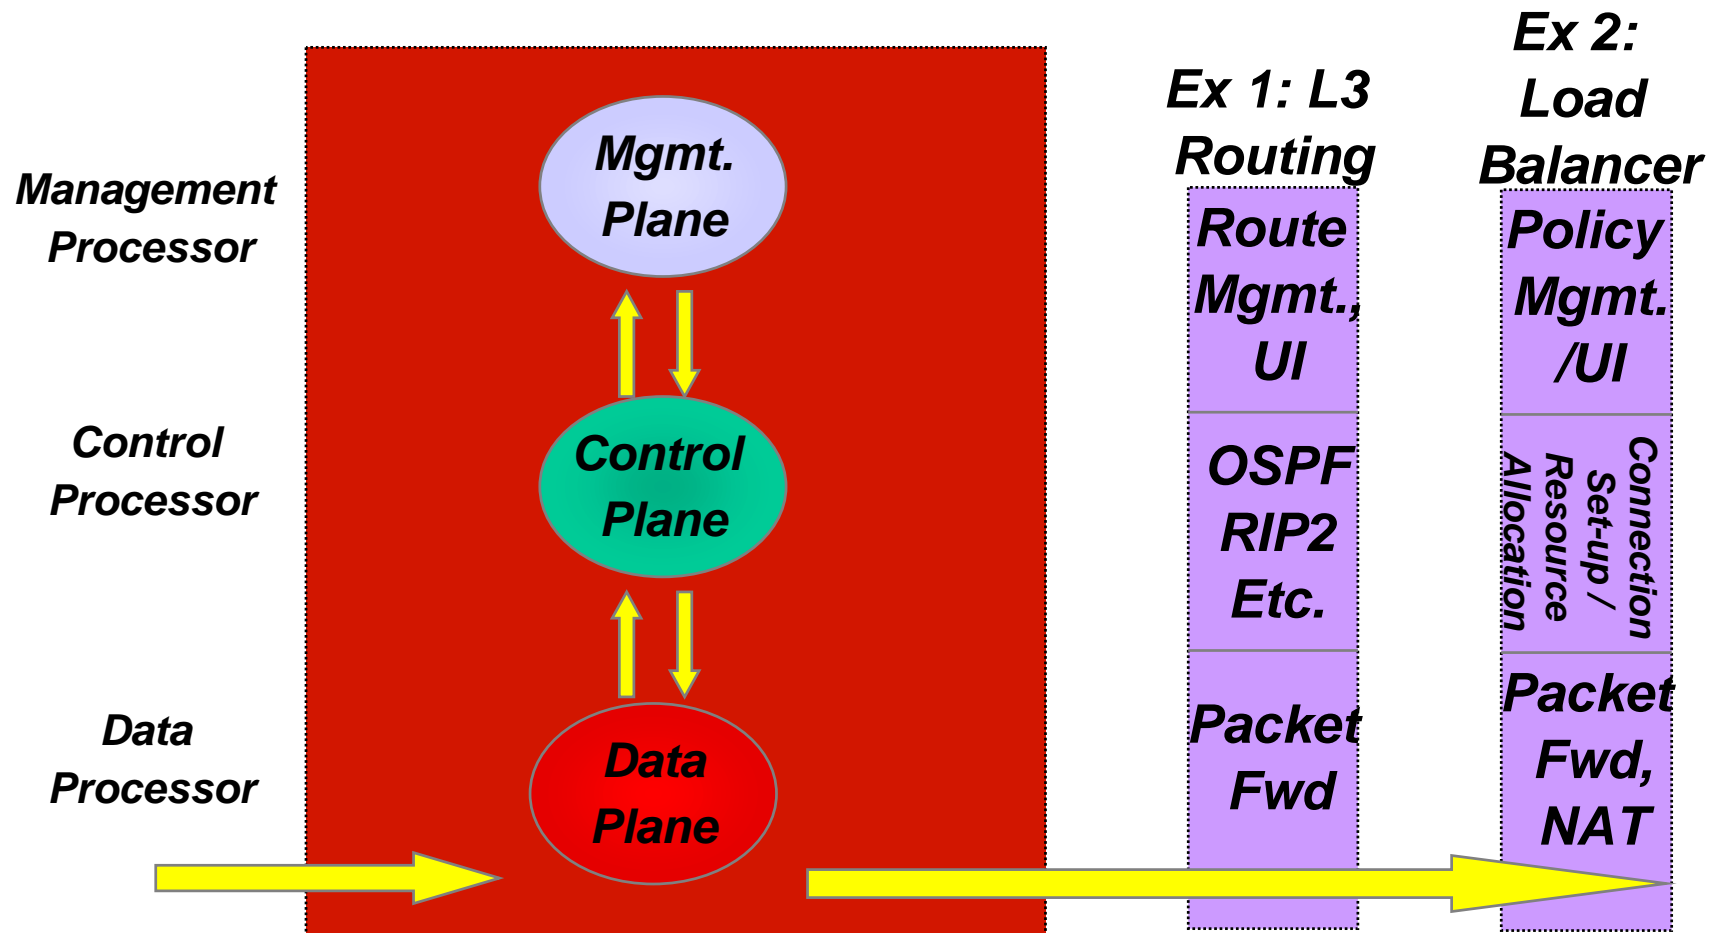 Management
Processor
Control
Processor
Data
Processor
Mgmt.
Plane
Control
Plane
Data
Plane
Ex 1: L3
Routing
Route
Mgmt.,
UI
OSPF
RIP2
Etc.
Packet
Fwd
Ex 2:
Load
Balancer
Policy
Mgmt.
/UI
Connection
Set-up /
Resource
Allocation
Packet
Fwd,
NAT